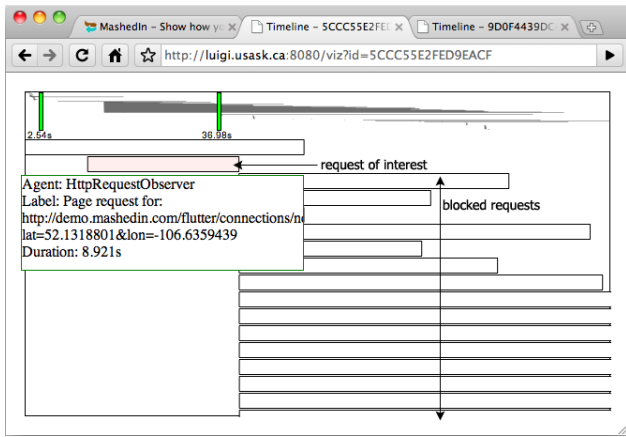 MashedIn – Show how yo
Timeline – 5CCC55E2FE
Timeline – 9D0F4439DC
http://luigi.usask.ca:8080/viz?id=5CCC55E2FED9EACF
2.54s
36.98s
request of interest
Agent: HttpRequestObserver
Label: Page request for:
http://demo.mashedin.com/flutter/connections/ne
lat=52.1318801&lon=-106.6359439
Duration: 8.921s
blocked requests